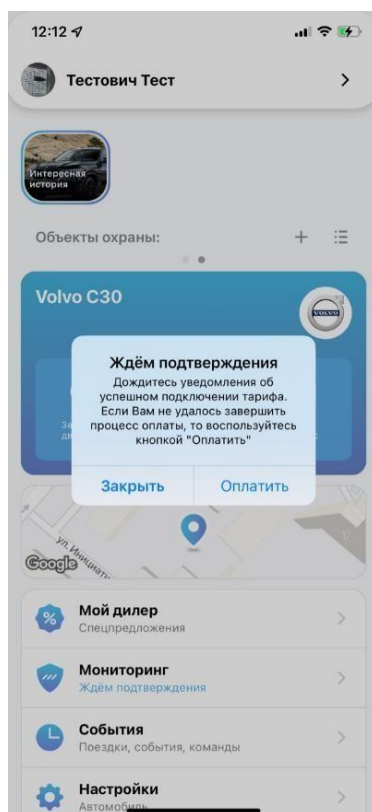 12:12
Тестович Тест
Интересная
история
Объекты охраны:
Volvo C30
VOLVO
Ждём подтверждения
Дождитесь уведомления об
успешном подключении тарифа.
Если Вам не удалось завершить
процесс оплаты, то воспользуйтесь
кнопкой "Оплатить"
Закрыть
Оплатить
Google
Мой дилер
Спецпредложения
Мониторинг
Ждём подтверждения
События
Поездки, события, команды
Настройки
Автомобиль